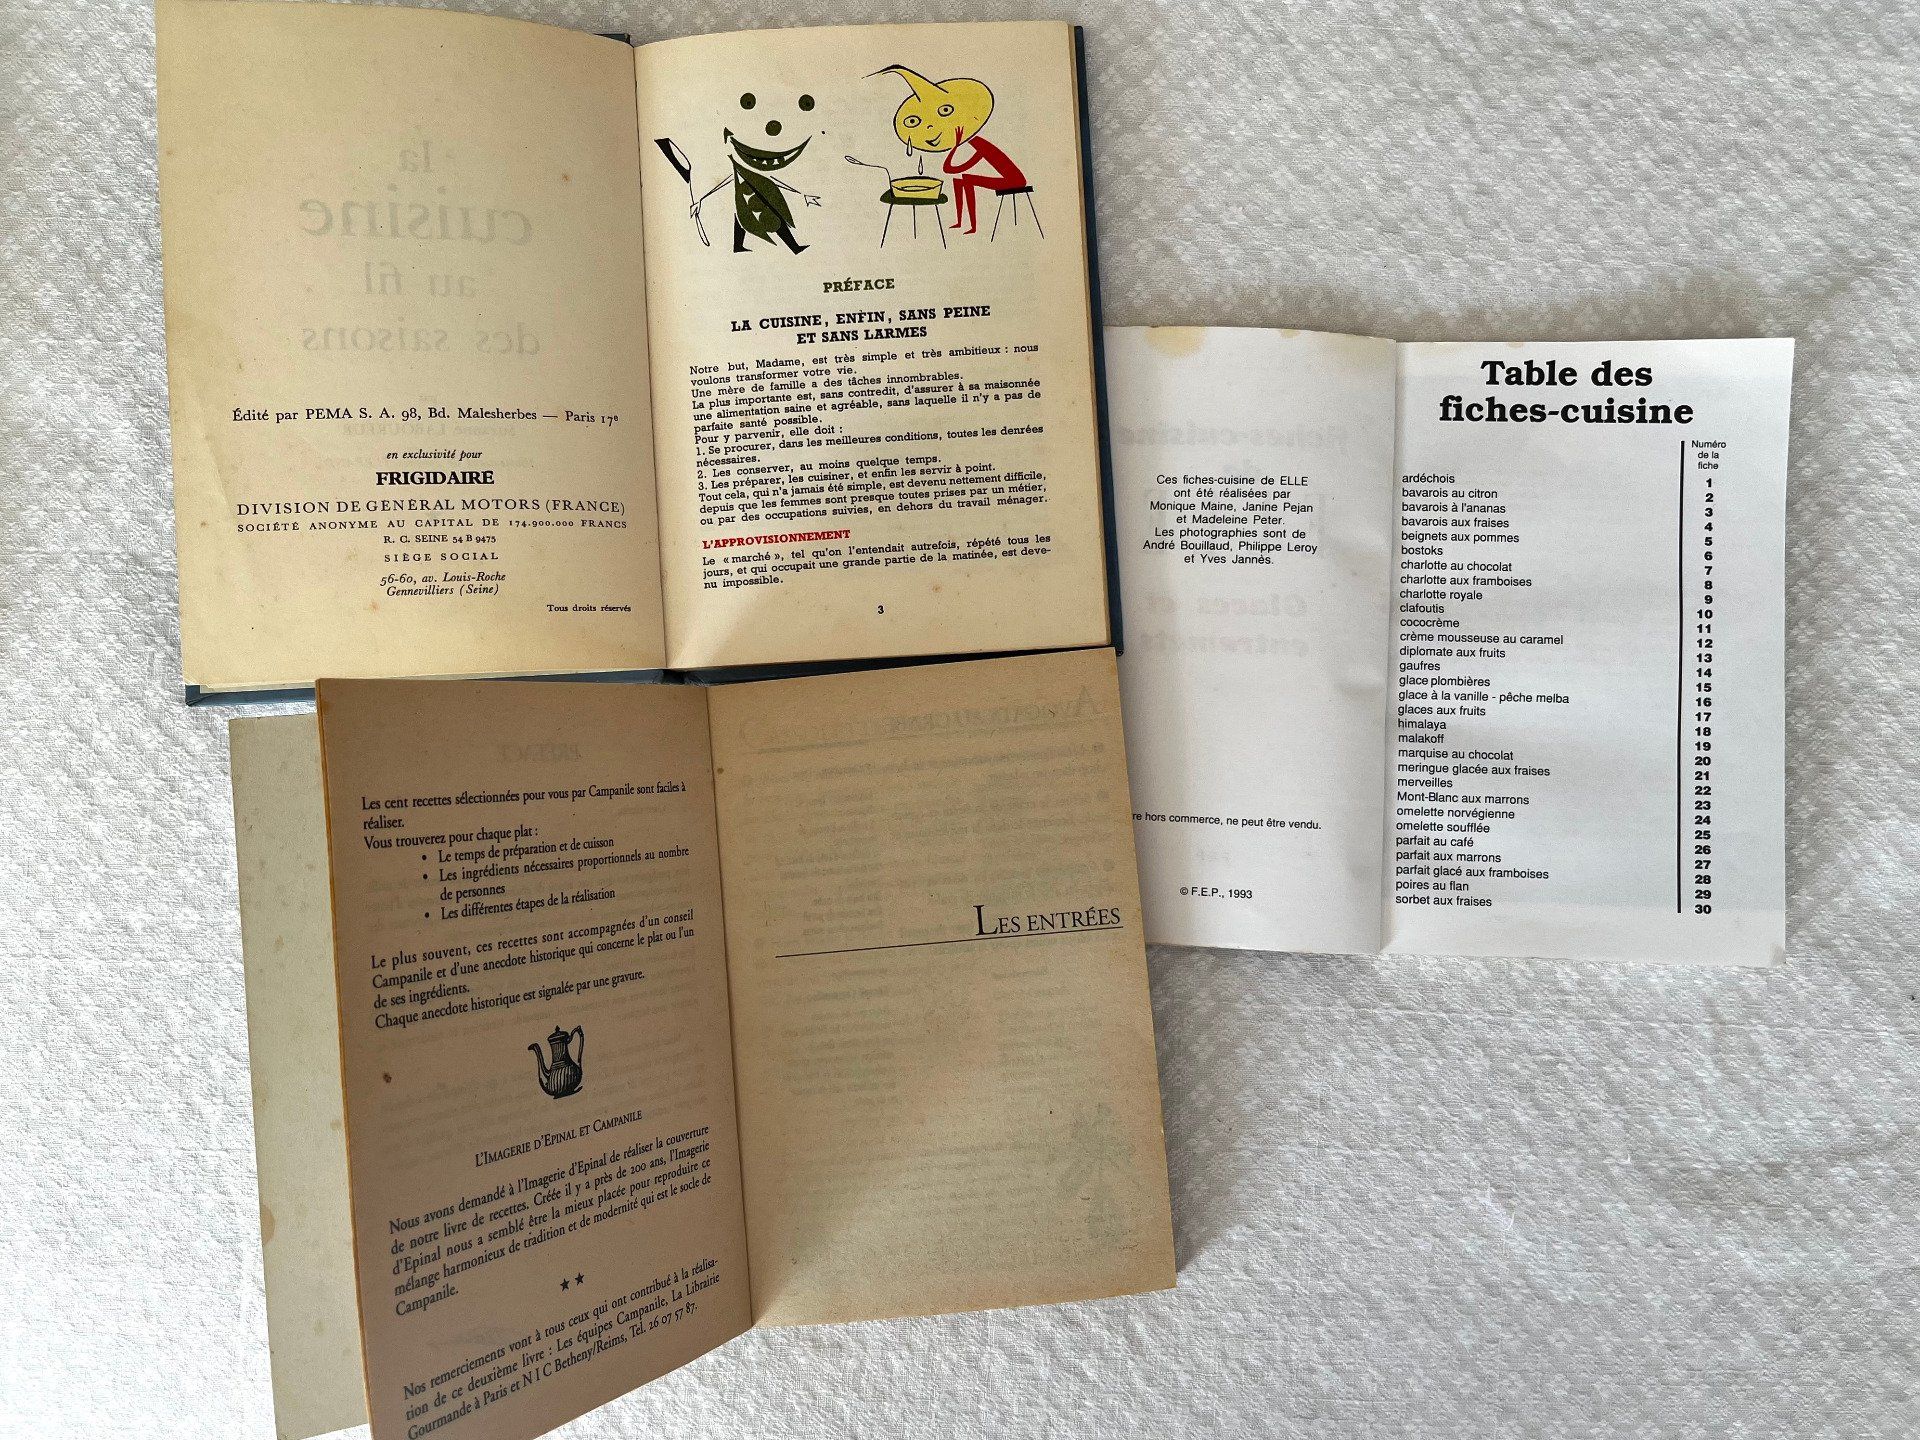 la
cuisine
au fil
des saisons
Édité par PEMA S. A. 98, Bd. Malesherbes — Paris 17e
en exclusivité pour
FRIGIDAIRE
DIVISION DE GENERAL MOTORS (FRANCE)
SOCIÉTÉ ANONYME AU CAPITAL DE 174.900.000 FRANCS
R. C. SEINE 54 B 9475
SIÈGE SOCIAL
56-60, av. Louis-Roche
Gennevilliers (Seine)
Tous droits réservés
PRÉFACE
LA CUISINE, ENFIN, SANS PEINE
ET SANS LARMES
Notre but, Madame, est très simple et très ambitieux : nous
voulons transformer votre vie.
Une mère de famille a des tâches innombrables.
La plus importante est, sans contredit, d'assurer à sa maisonnée
une alimentation saine et agréable, sans laquelle il n'y a pas de
parfaite santé possible.
Pour y parvenir, elle doit :
1. Se procurer, dans les meilleures conditions, toutes les denrées
nécessaires.
2. Les conserver, au moins quelque temps.
3. Les préparer, les cuisiner, et enfin les servir à point.
Tout cela, qui n'a jamais été simple, est devenu nettement difficile,
depuis que les femmes sont presque toutes prises par un métier,
ou par des occupations suivies, en dehors du travail ménager.
L'APPROVISIONNEMENT
Le « marché », tel qu'on l'entendait autrefois, répété tous les
jours, et qui occupait une grande partie de la matinée, est deve-
nu impossible.
3
Ces fiches-cuisine de ELLE
ont été réalisées par
Monique Maine, Janine Pejan
et Madeleine Peter.
Les photographies sont de
André Bouillaud, Philippe Leroy
et Yves Jannès.
re hors commerce, ne peut être vendu.
© F.E.P., 1993
Table des
fiches-cuisine
Numéro
de la
fiche
ardéchois 1
bavarois au citron 2
bavarois à l'ananas 3
bavarois aux fraises 4
beignets aux pommes 5
bostoks 6
charlotte au chocolat 7
charlotte aux framboises 8
charlotte royale 9
clafoutis 10
cococrème 11
crème mousseuse au caramel 12
diplomate aux fruits 13
gaufres 14
glace plombières 15
glace à la vanille - pêche melba 16
glaces aux fruits 17
himalaya 18
malakoff 19
marquise au chocolat 20
meringue glacée aux fraises 21
merveilles 22
Mont-Blanc aux marrons 23
omelette norvégienne 24
omelette soufflée 25
parfait au café 26
parfait aux marrons 27
parfait glacé aux framboises 28
poires au flan 29
sorbet aux fraises 30
Les cent recettes sélectionnées pour vous par Campanile sont faciles à
réaliser.
Vous trouverez pour chaque plat :
• Le temps de préparation et de cuisson
• Les ingrédients nécessaires proportionnels au nombre
de personnes
• Les différentes étapes de la réalisation
Le plus souvent, ces recettes sont accompagnées d'un conseil
Campanile et d'une anecdote historique qui concerne le plat ou l'un
de ses ingrédients.
Chaque anecdote historique est signalée par une gravure.
L'IMAGERIE D'EPINAL ET CAMPANILE
Nous avons demandé à l'Imagerie d'Epinal de réaliser la couverture
de notre livre de recettes. Créée il y a près de 200 ans, l'Imagerie
d'Epinal nous a semblé être la mieux placée pour reproduire ce
mélange harmonieux de tradition et de modernité qui est le socle de
Campanile.
Nos remerciements vont à tous ceux qui ont contribué à la réalisa-
tion de ce deuxième livre : Les équipes Campanile, La Librairie
Gourmande à Paris et N I C Betheny/Reims, Tel. 26 07 57 87.
LES ENTRÉES